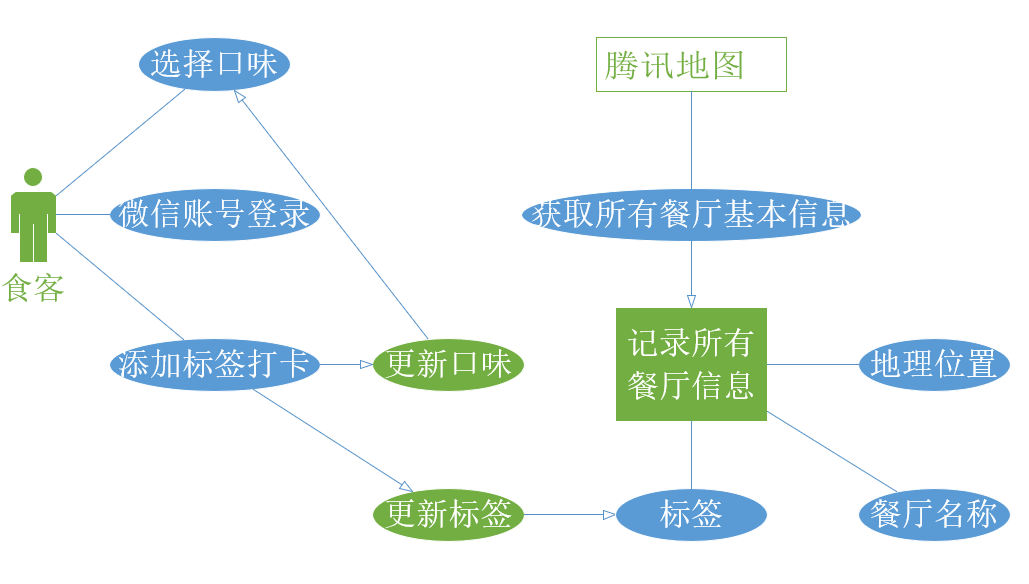 选择口味
腾讯地图
微信账号登录
获取所有餐厅基本信息
食客
记录所有
餐厅信息
添加标签打卡
更新口味
地理位置
更新标签
标签
餐厅名称